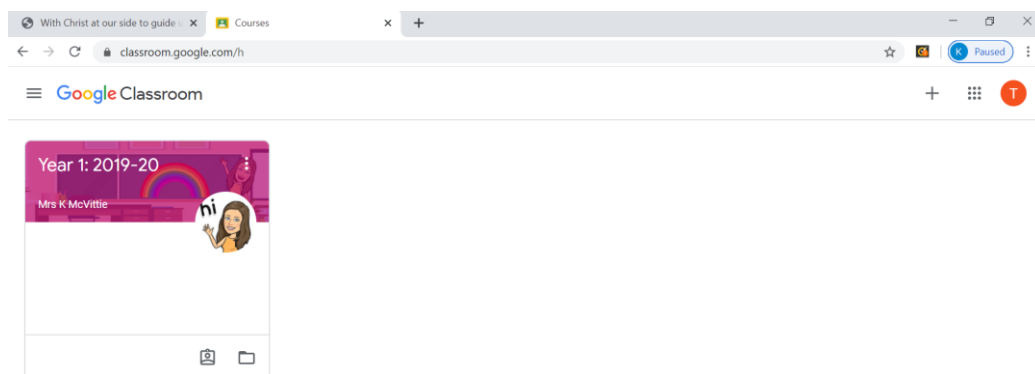 With Christ at our side to guide u
Courses
classroom.google.com/h
K Paused
Google Classroom
T
Year 1: 2019-20
Mrs K McVittie
hi